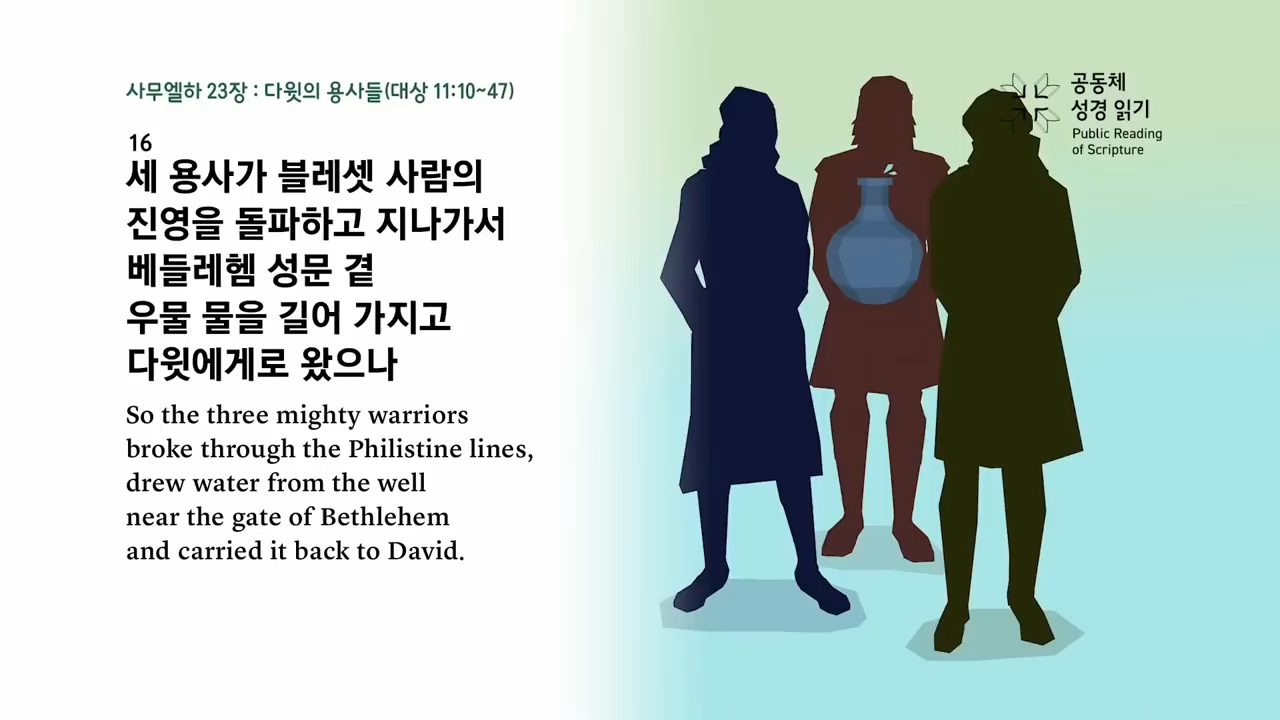 사무엘하 23장 : 다윗의 용사들(대상 11:10~47)
16
세 용사가 블레셋 사람의
진영을 돌파하고 지나가서
베들레헴 성문 곁
우물 물을 길어 가지고
다윗에게로 왔으나
So the three mighty warriors
broke through the Philistine lines,
drew water from the well
near the gate of Bethlehem
and carried it back to David.
공동체
성경 읽기
Public Reading
of Scripture